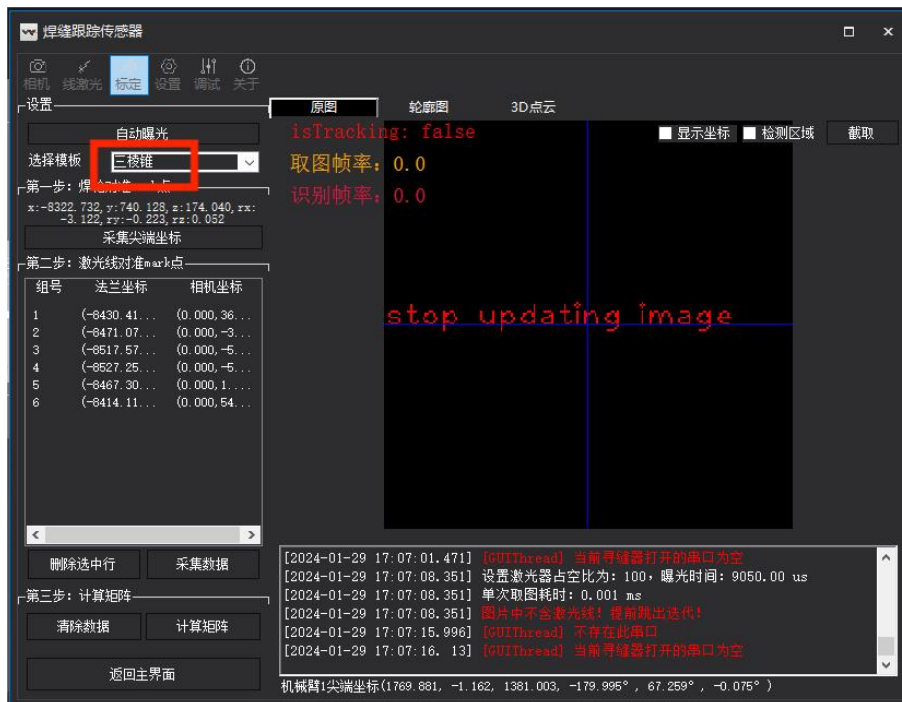 焊缝跟踪传感器
相机 线激光 标定 设置 调试 关于
设置
自动曝光
选择模板 三棱锥
第一步: 焊枪对准mark点
x:-8322.732, y:740.128, z:174.040, rx:
-3.122, ry:-0.223, rz:0.052
采集尖端坐标
第二步: 激光线对准mark点
组号 法兰坐标 相机坐标
1 (-8430.41... (0.000, 36...
2 (-8471.07... (0.000, -3...
3 (-8517.57... (0.000, -5...
4 (-8527.25... (0.000, -5...
5 (-8467.30... (0.000, 1....
6 (-8414.11... (0.000, 54...
删除选中行 采集数据
第三步: 计算矩阵
清除数据 计算矩阵
返回主界面
原图 轮廓图 3D点云
isTracking: false
显示坐标 检测区域 截取
取图帧率: 0.0
识别帧率: 0.0
stop updating image
[2024-01-29 17:07:01.471] [GUIThread] 当前寻缝器打开的串口为空
[2024-01-29 17:07:08.351] 设置激光器占空比为: 100, 曝光时间: 9050.00 us
[2024-01-29 17:07:08.351] 单次取图耗时: 0.001 ms
[2024-01-29 17:07:08.351] 图片中不含激光线! 提前跳出迭代!
[2024-01-29 17:07:15.996] [GUIThread] 不存在此串口
[2024-01-29 17:07:16. 13] [GUIThread] 当前寻缝器打开的串口为空
机械臂1尖端坐标(1769.881, -1.162, 1381.003, -179.995°, 67.259°, -0.075° )